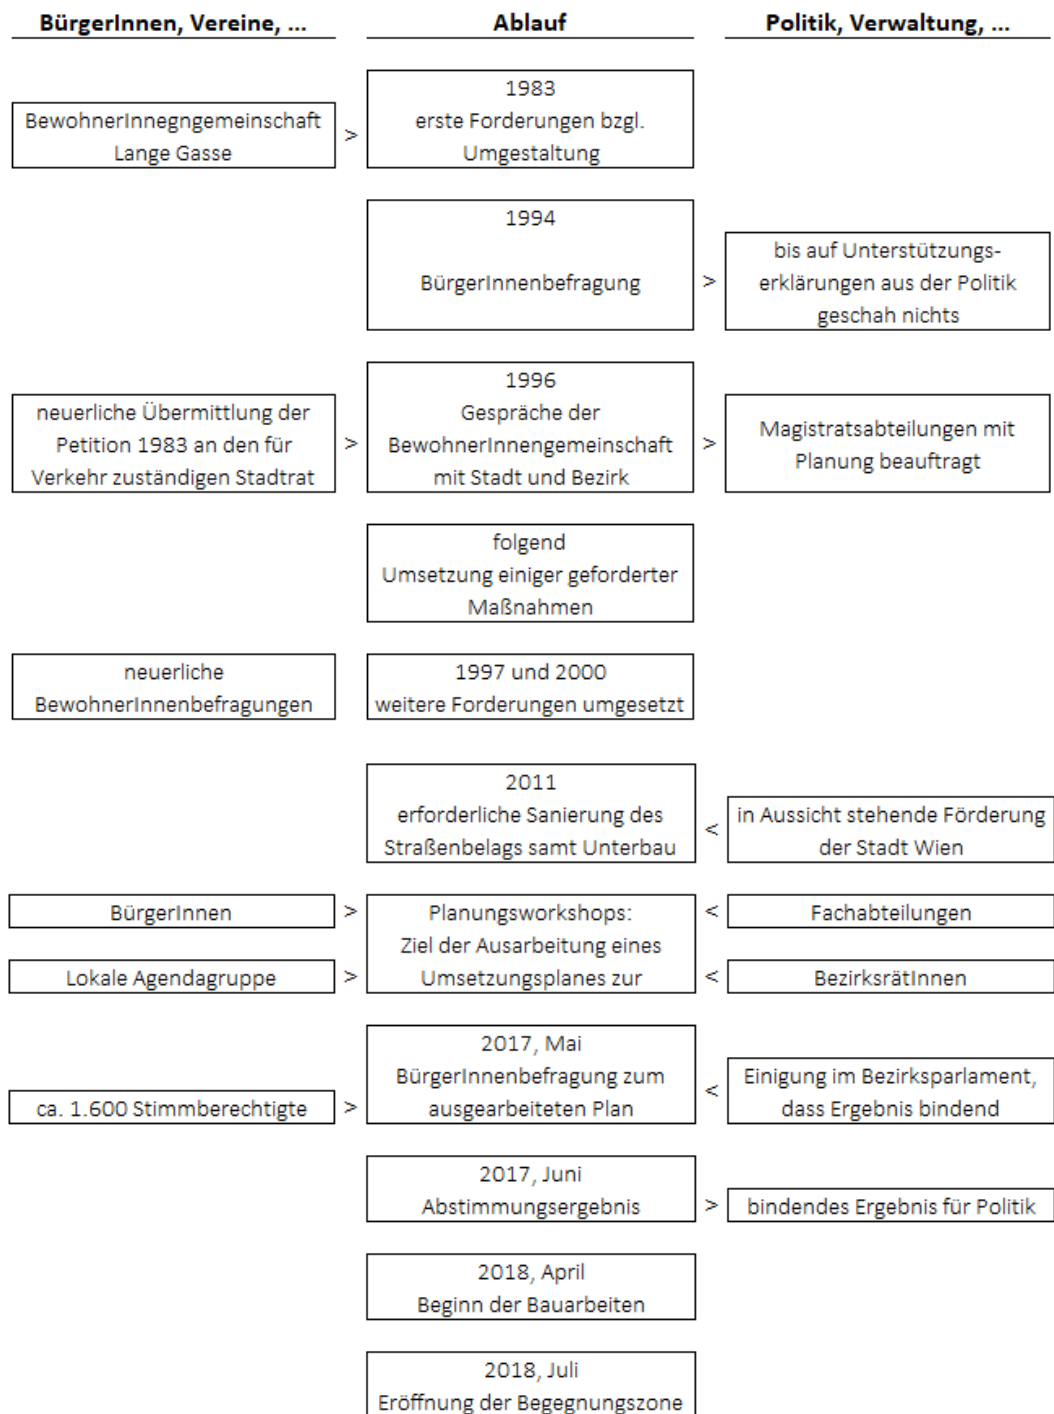 BürgerInnen, Vereine, ...
Ablauf
Politik, Verwaltung, ...
BewohnerInnegngemeinschaft
Lange Gasse
>
1983
erste Forderungen bzgl.
Umgestaltung
1994
BürgerInnenbefragung
>
bis auf Unterstützungs-
erklärungen aus der Politik
geschah nichts
neuerliche Übermittlung der
Petition 1983 an den für
Verkehr zuständigen Stadtrat
>
1996
Gespräche der
BewohnerInnengemeinschaft
mit Stadt und Bezirk
>
Magistratsabteilungen mit
Planung beauftragt
folgend
Umsetzung einiger geforderter
Maßnahmen
neuerliche
BewohnerInnenbefragungen
1997 und 2000
weitere Forderungen umgesetzt
2011
erforderliche Sanierung des
Straßenbelags samt Unterbau
<
in Aussicht stehende Förderung
der Stadt Wien
BürgerInnen
>
Lokale Agendagruppe
>
Planungsworkshops:
Ziel der Ausarbeitung eines
Umsetzungsplanes zur
<
Fachabteilungen
<
BezirksrätInnen
ca. 1.600 Stimmberechtigte
>
2017, Mai
BürgerInnenbefragung zum
ausgearbeiteten Plan
<
Einigung im Bezirksparlament,
dass Ergebnis bindend
2017, Juni
Abstimmungsergebnis
>
bindendes Ergebnis für Politik
2018, April
Beginn der Bauarbeiten
2018, Juli
Eröffnung der Begegnungszone